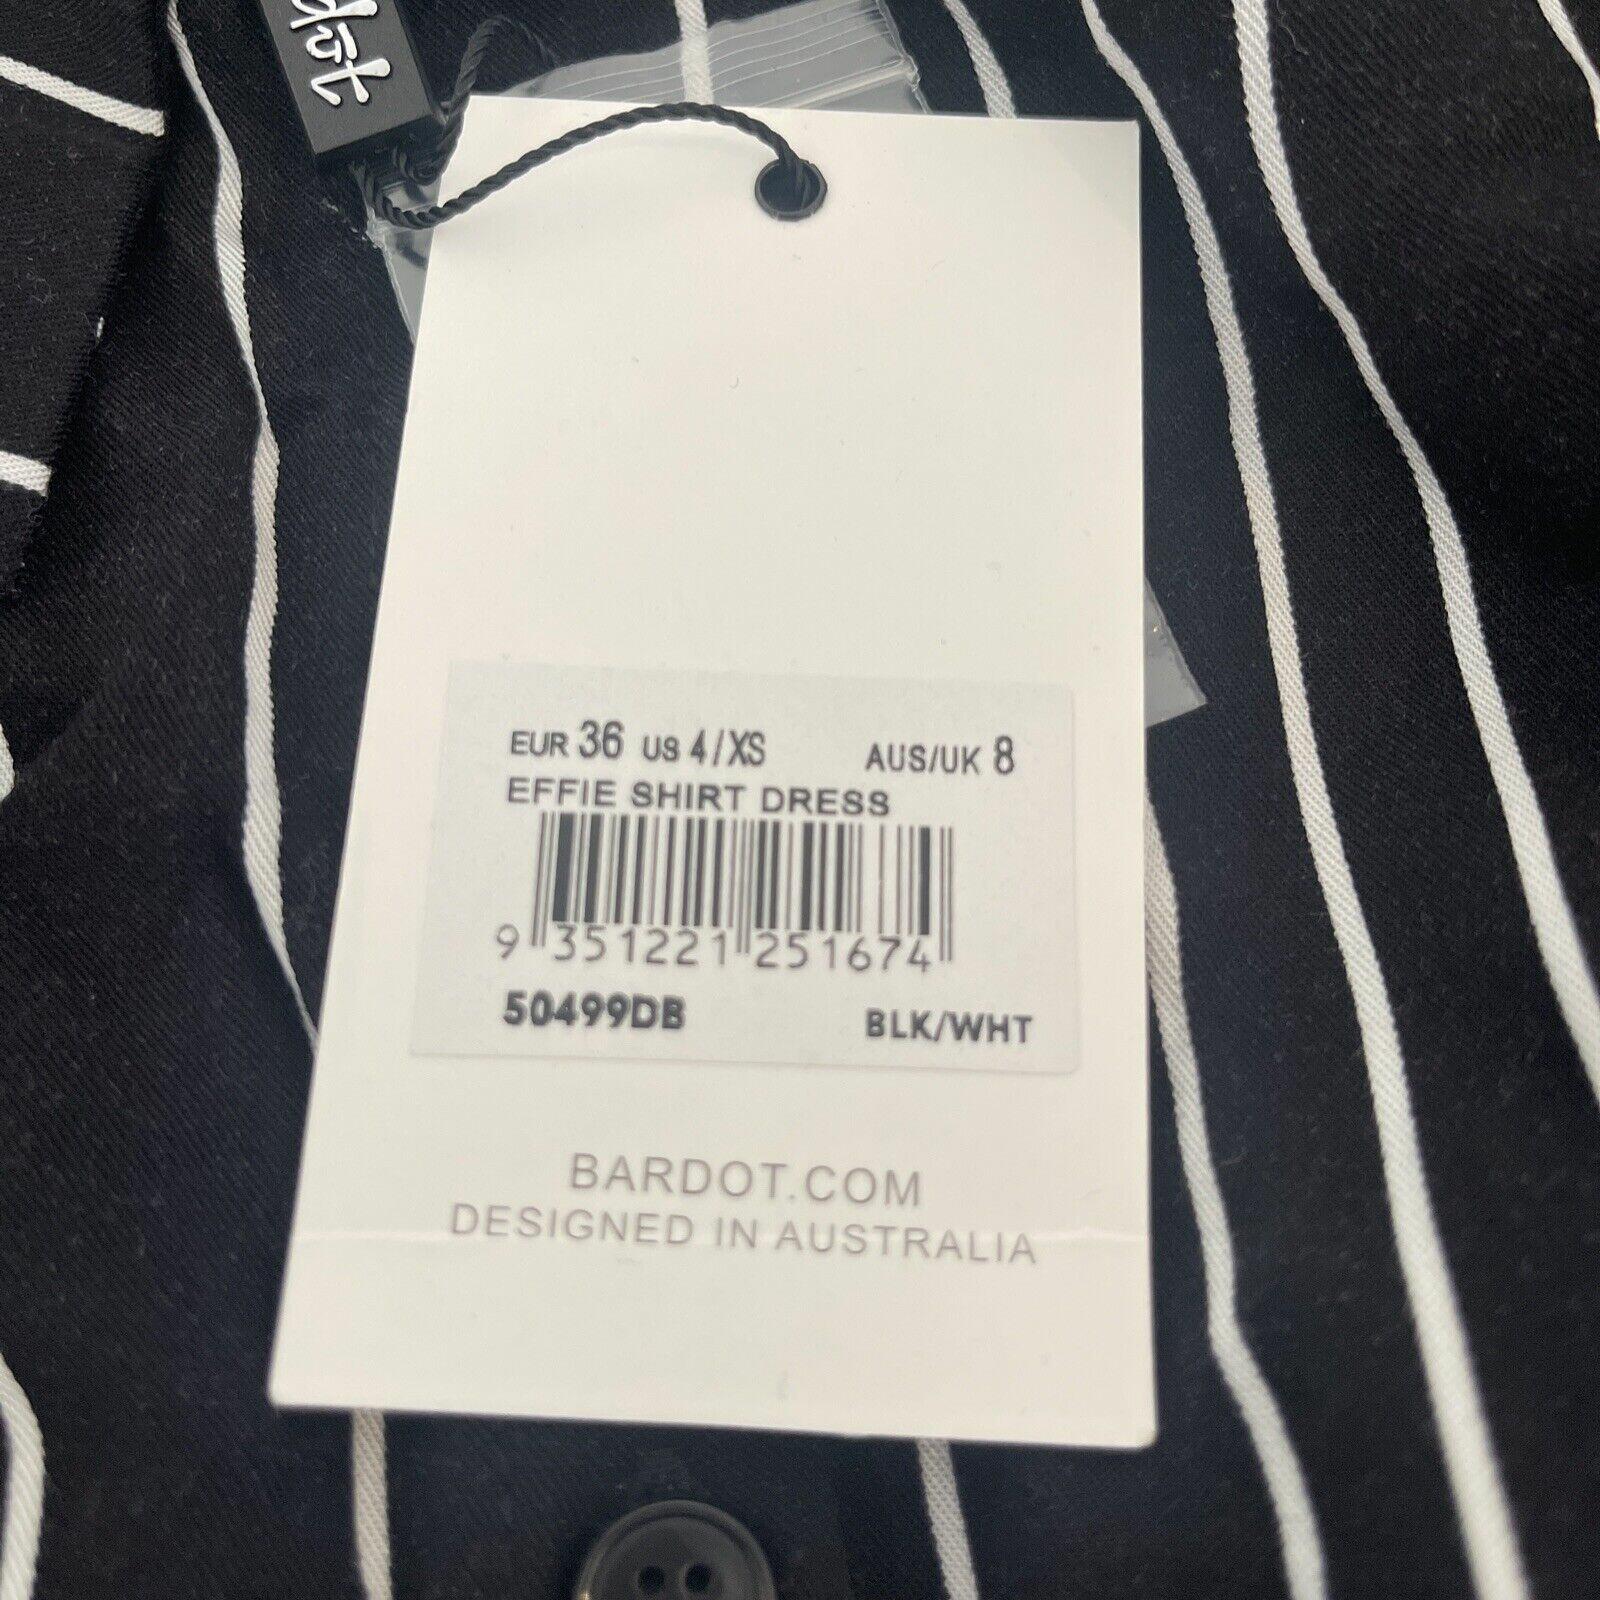 EUR 36 US 4/XS AUS/UK 8
EFFIE SHIRT DRESS
9 351221 251674
50499DB BLK/WHT
BARDOT.COM
DESIGNED IN AUSTRALIA